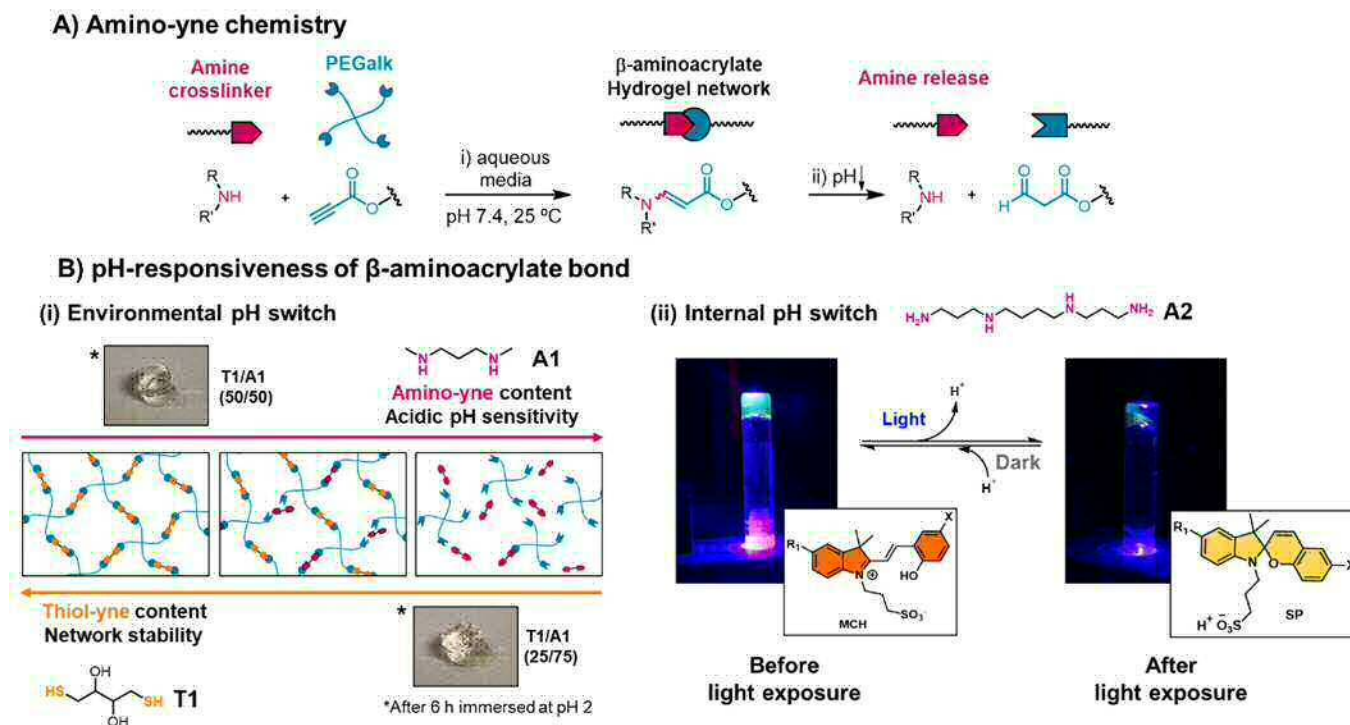 A) Amino-yne chemistry
Amine
crosslinker
PEGalk
β-aminoacrylate
Hydrogel network
Amine release
R
NH
R'
+
O
O
i) aqueous
media
pH 7.4, 25 ºC
R
N
R'
O
O
ii) pH↓
R
NH
R'
+
O
H
O
O
B) pH-responsiveness of β-aminoacrylate bond
(i) Environmental pH switch
*
T1/A1
(50/50)
N
H
N
H
A1
Amino-yne content
Acidic pH sensitivity
Thiol-yne content
Network stability
HS
OH
OH
SH
T1
*
T1/A1
(25/75)
*After 6 h immersed at pH 2
(ii) Internal pH switch
H2N
N
H
H
N
NH2
A2
Light
H+
Dark
H+
R1
N
⊕
HO
X
SO3-
MCH
Before
light exposure
R1
N
O
X
H+ -O3S
SP
After
light exposure